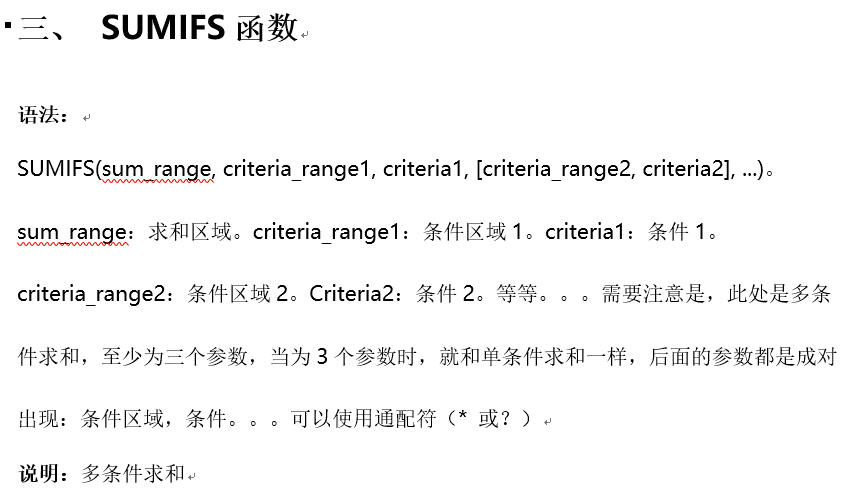 三、 SUMIFS 函数
语法：
SUMIFS(sum_range, criteria_range1, criteria1, [criteria_range2, criteria2], ...)。
sum_range：求和区域。criteria_range1：条件区域 1。criteria1：条件 1。
criteria_range2：条件区域 2。Criteria2：条件 2。等等。。。需要注意是，此处是多条
件求和，至少为三个参数，当为 3 个参数时，就和单条件求和一样，后面的参数都是成对
出现：条件区域，条件。。。可以使用通配符（* 或？）
说明：多条件求和